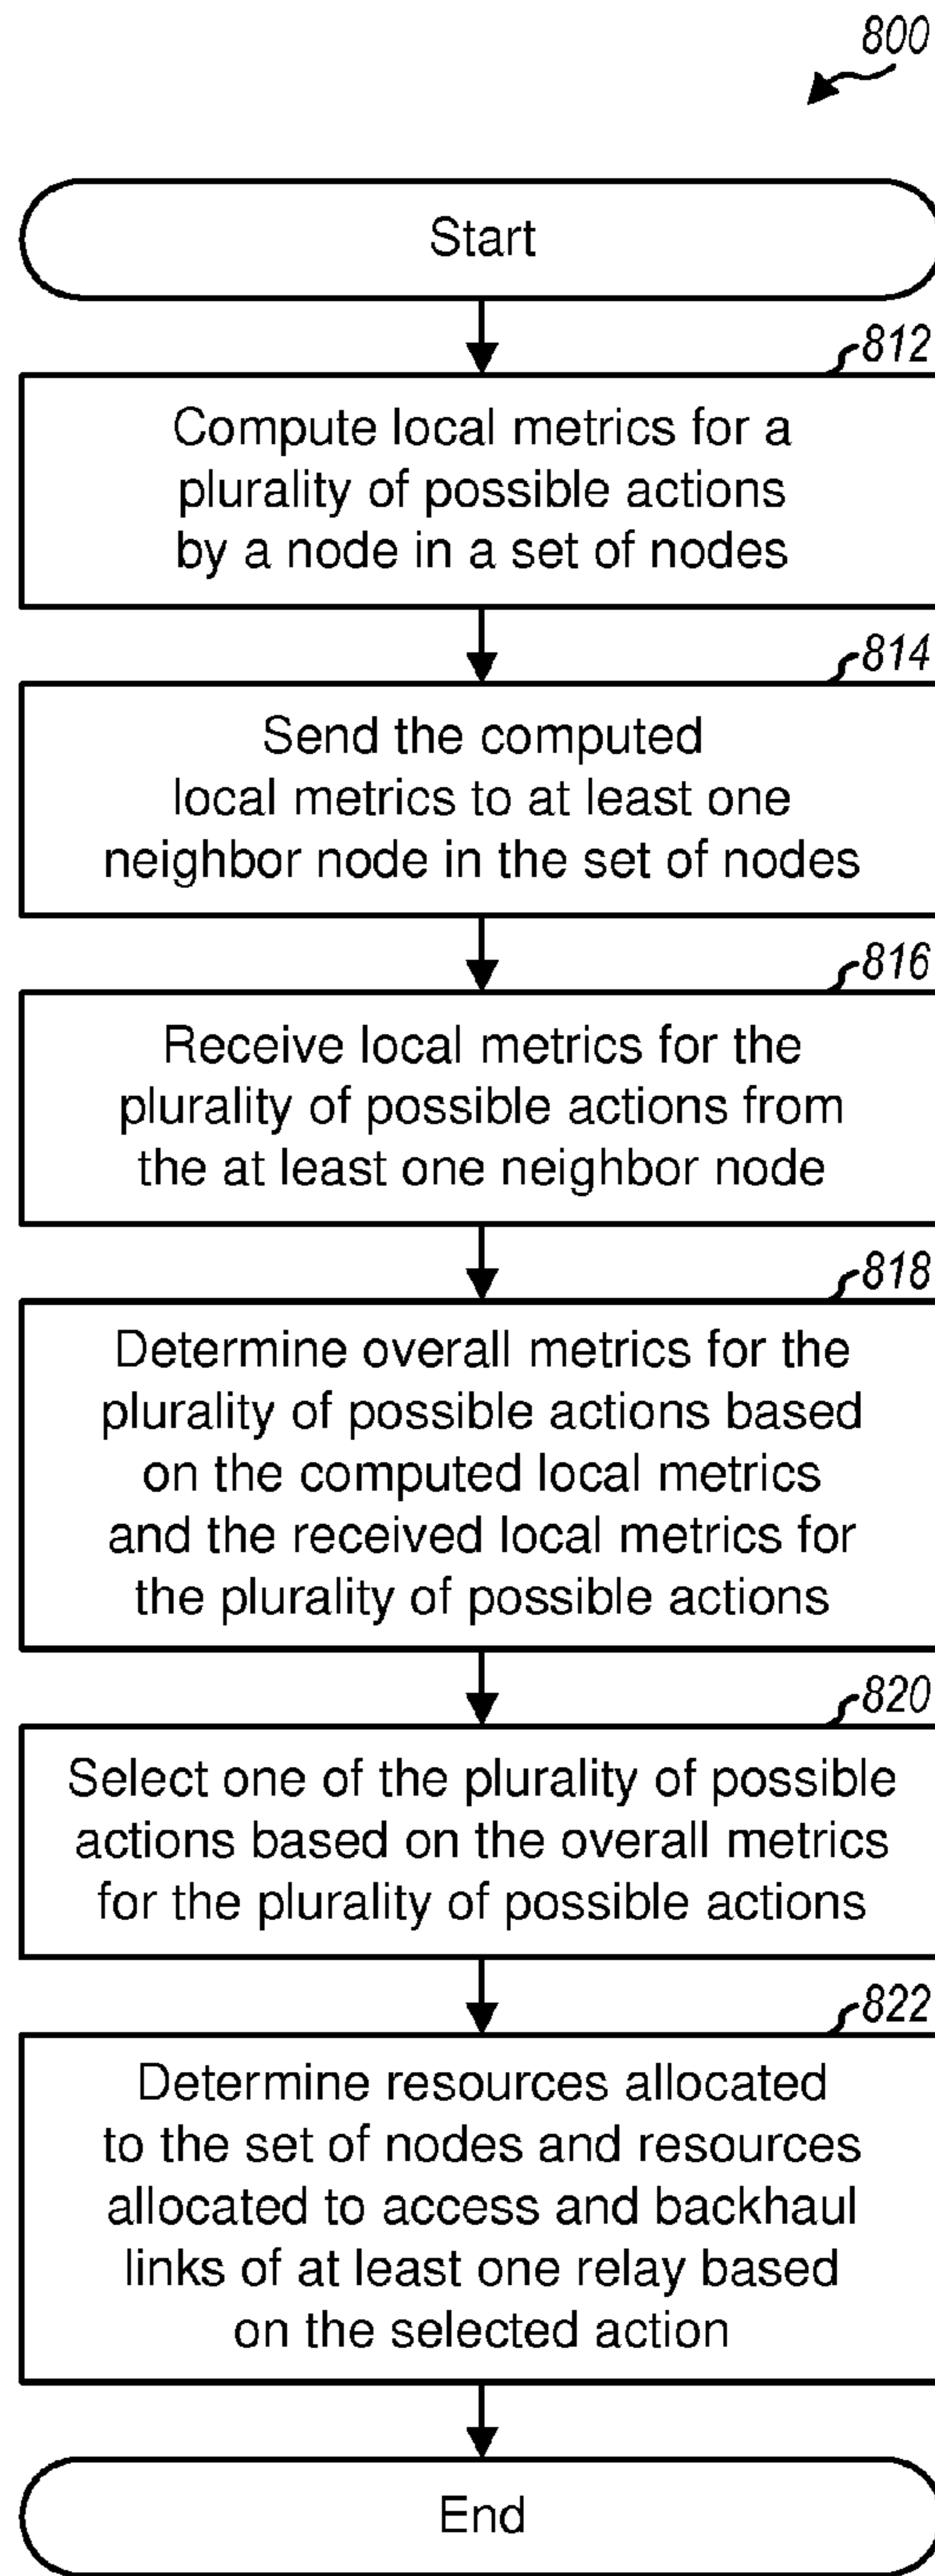 800
Start
812
Compute local metrics for a
plurality of possible actions
by a node in a set of nodes
814
Send the computed
local metrics to at least one
neighbor node in the set of nodes
816
Receive local metrics for the
plurality of possible actions from
the at least one neighbor node
818
Determine overall metrics for the
plurality of possible actions based
on the computed local metrics
and the received local metrics for
the plurality of possible actions
820
Select one of the plurality of possible
actions based on the overall metrics
for the plurality of possible actions
822
Determine resources allocated
to the set of nodes and resources
allocated to access and backhaul
links of at least one relay based
on the selected action
End